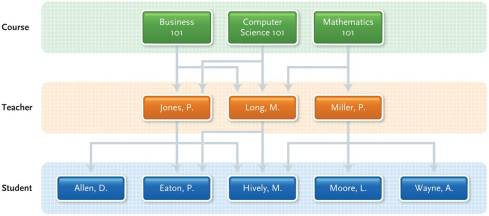 Course
Business
101
Computer
Science 101
Mathematics
101
Teacher
Jones, P.
Long, M.
Miller, P.
Student
Allen, D.
Eaton, P.
Hively, M.
Moore, L.
Wayne, A.